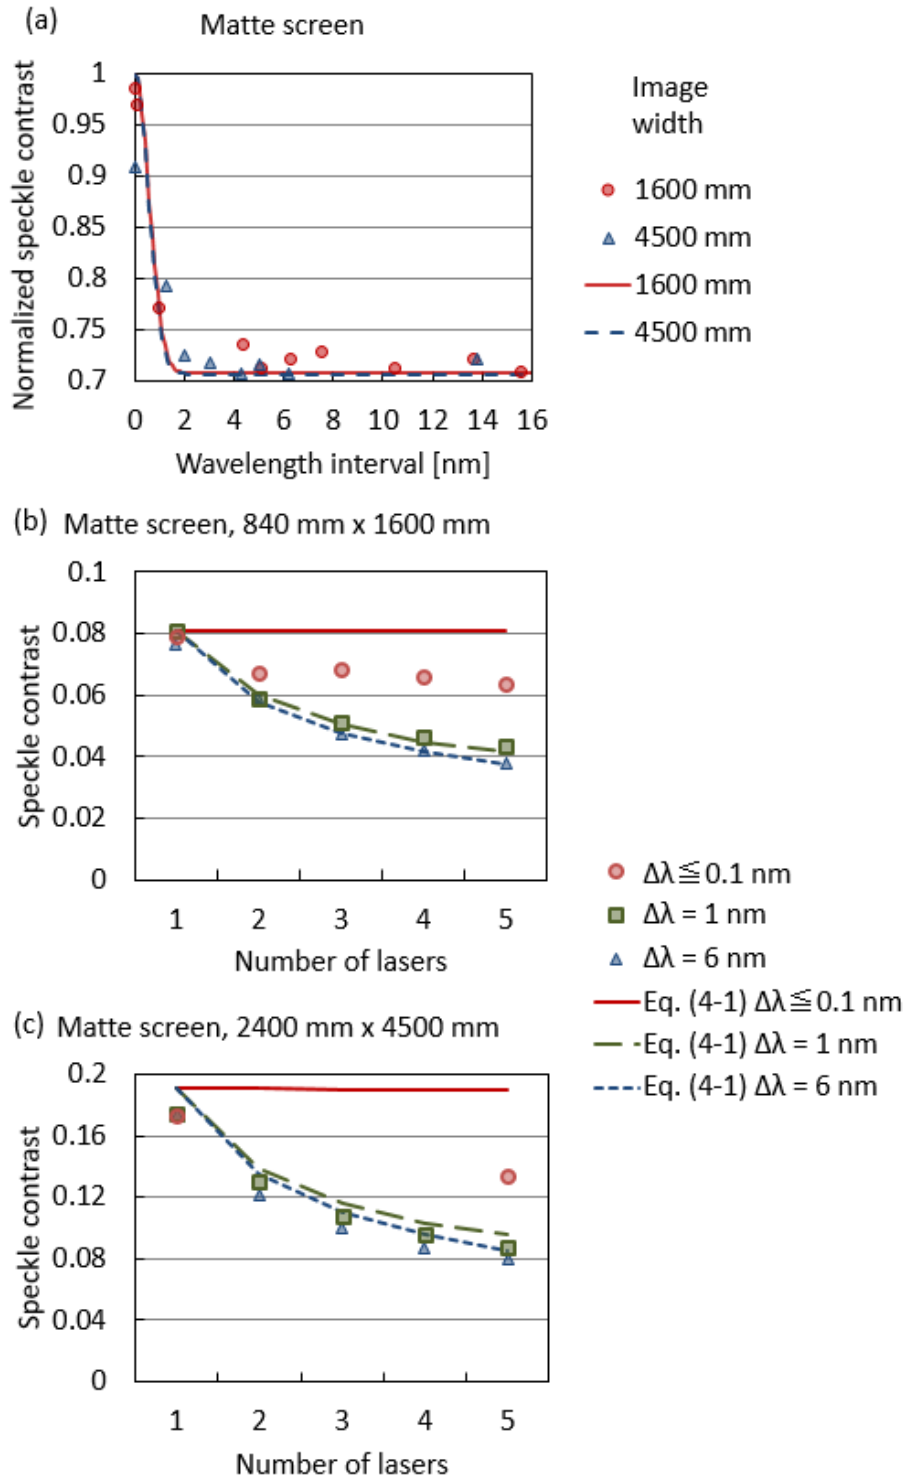 (a) Matte screen
Normalized speckle contrast
1
0.95
0.9
0.85
0.8
0.75
0.7
0 2 4 6 8 10 12 14 16
Wavelength interval [nm]
Image
width
1600 mm
4500 mm
1600 mm
4500 mm
(b) Matte screen, 840 mm x 1600 mm
Speckle contrast
0.1
0.08
0.06
0.04
0.02
0
1 2 3 4 5
Number of lasers
Δλ≦0.1 nm
Δλ = 1 nm
Δλ = 6 nm
Eq. (4-1) Δλ≦0.1 nm
Eq. (4-1) Δλ = 1 nm
Eq. (4-1) Δλ = 6 nm
(c) Matte screen, 2400 mm x 4500 mm
Speckle contrast
0.2
0.16
0.12
0.08
0.04
0
1 2 3 4 5
Number of lasers